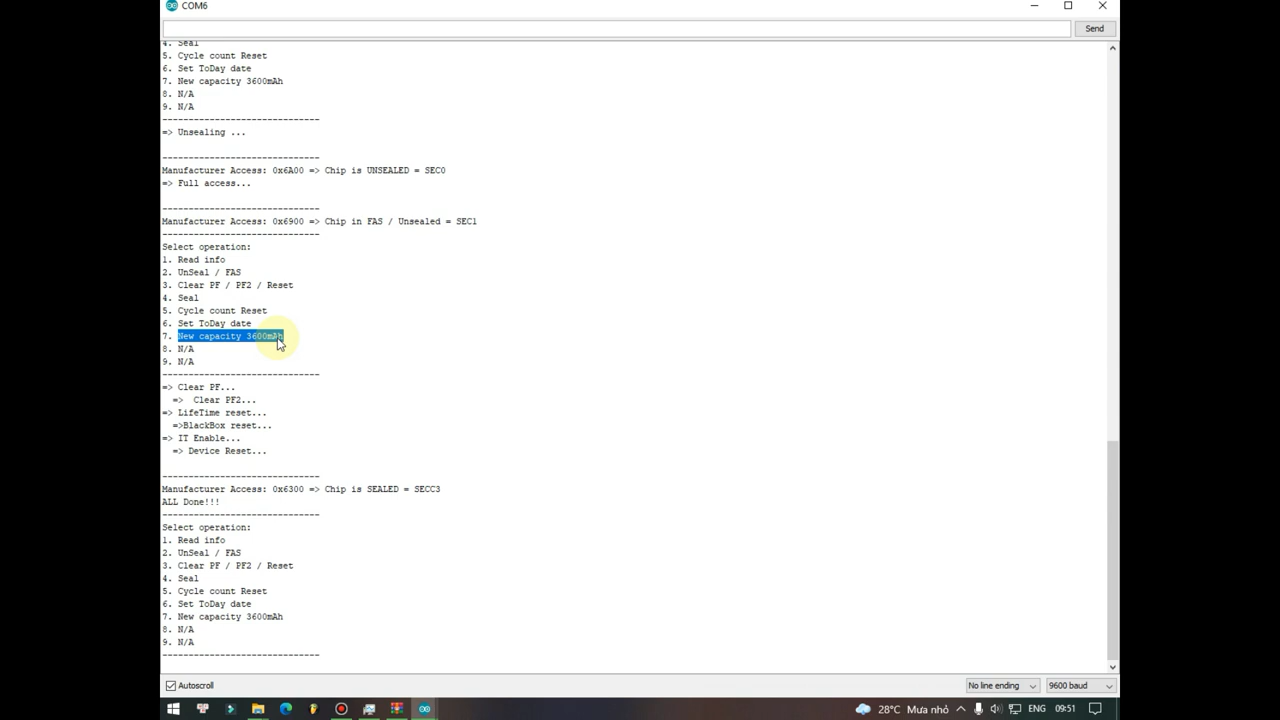 COM6
Send
4. Seal
5. Cycle count Reset
6. Set ToDay date
7. New capacity 3600mAh
8. N/A
9. N/A
------------------------------
=> Unsealing ...
------------------------------
Manufacturer Access: 0x6A00 => Chip is UNSEALED = SEC0
=> Full access...
------------------------------
Manufacturer Access: 0x6900 => Chip in FAS / Unsealed = SEC1
------------------------------
Select operation:
1. Read info
2. UnSeal / FAS
3. Clear PF / PF2 / Reset
4. Seal
5. Cycle count Reset
6. Set ToDay date
7. New capacity 3600mAh
8. N/A
9. N/A
------------------------------
=> Clear PF...
=>  Clear PF2...
=> LifeTime reset...
=>BlackBox reset...
=> IT Enable...
=> Device Reset...
------------------------------
Manufacturer Access: 0x6300 => Chip is SEALED = SECC3
ALL Done!!!
------------------------------
Select operation:
1. Read info
2. UnSeal / FAS
3. Clear PF / PF2 / Reset
4. Seal
5. Cycle count Reset
6. Set ToDay date
7. New capacity 3600mAh
8. N/A
9. N/A
------------------------------
Autoscroll
No line ending
9600 baud
28°C Mưa nhỏ
ENG
09:51